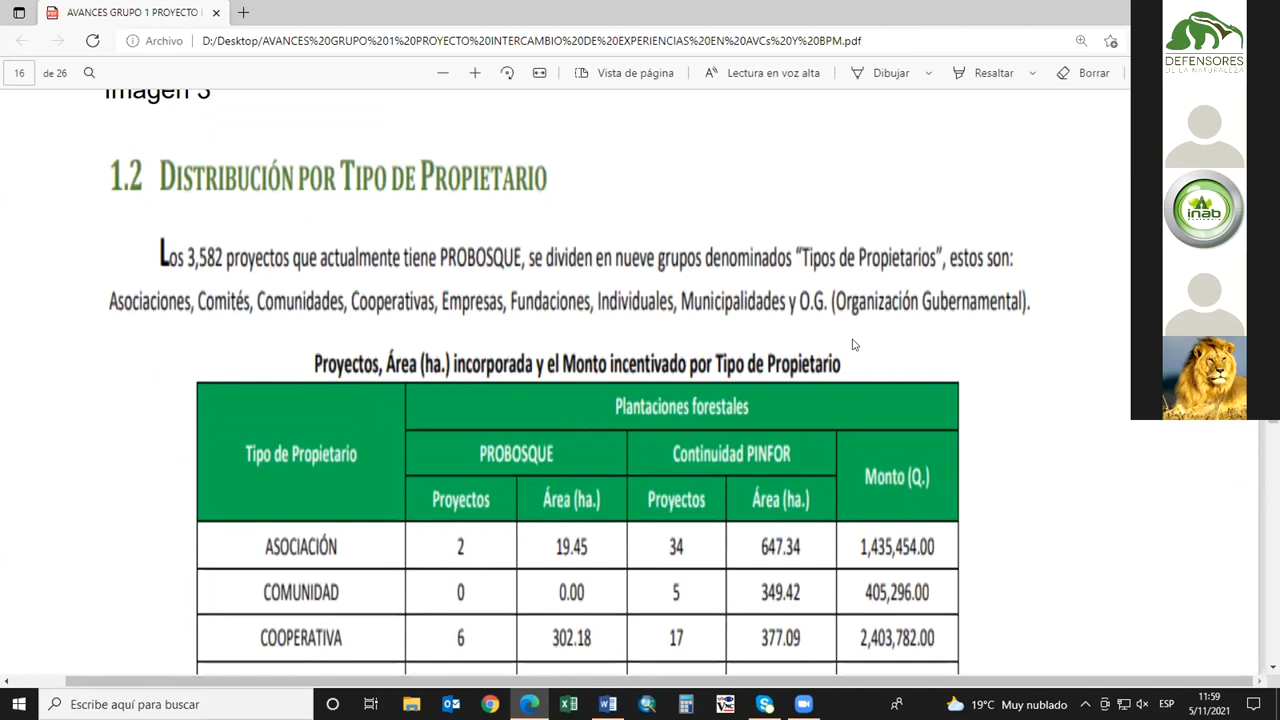 AVANCES GRUPO 1 PROYECTO I
Archivo
D:/Desktop/AVANCES%20GRUPO%201%20PROYECTO%20INTERCAMBIO%20DE%20EXPERIENCIAS%20EN%20AVCs%20Y%20BPM.pdf
16 de 26
Vista de página
Lectura en voz alta
Dibujar
Resaltar
Borrar
Imagen 3
1.2 DISTRIBUCIÓN POR TIPO DE PROPIETARIO
Los 3,582 proyectos que actualmente tiene PROBOSQUE, se dividen en nueve grupos denominados “Tipos de Propietarios”, estos son:
Asociaciones, Comités, Comunidades, Cooperativas, Empresas, Fundaciones, Individuales, Municipalidades y O.G. (Organización Gubernamental).
Proyectos, Área (ha.) incorporada y el Monto incentivado por Tipo de Propietario
Tipo de Propietario
Plantaciones forestales
PROBOSQUE
Continuidad PINFOR
Monto (Q.)
Proyectos
Área (ha.)
Proyectos
Área (ha.)
ASOCIACIÓN 2 19.45 34 647.34 1,435,454.00
COMUNIDAD 0 0.00 5 349.42 405,296.00
COOPERATIVA 6 302.18 17 377.09 2,403,782.00
DEFENSORES
DE LA NATURALEZA
inab
Escribe aquí para buscar
19°C Muy nublado
ESP
11:59
5/11/2021